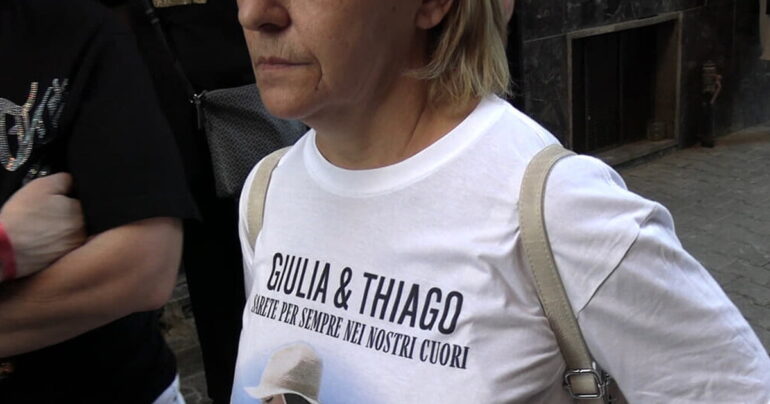 GIULIA & THIAGO
SARETE PER SEMPRE NEI NOSTRI CUORI